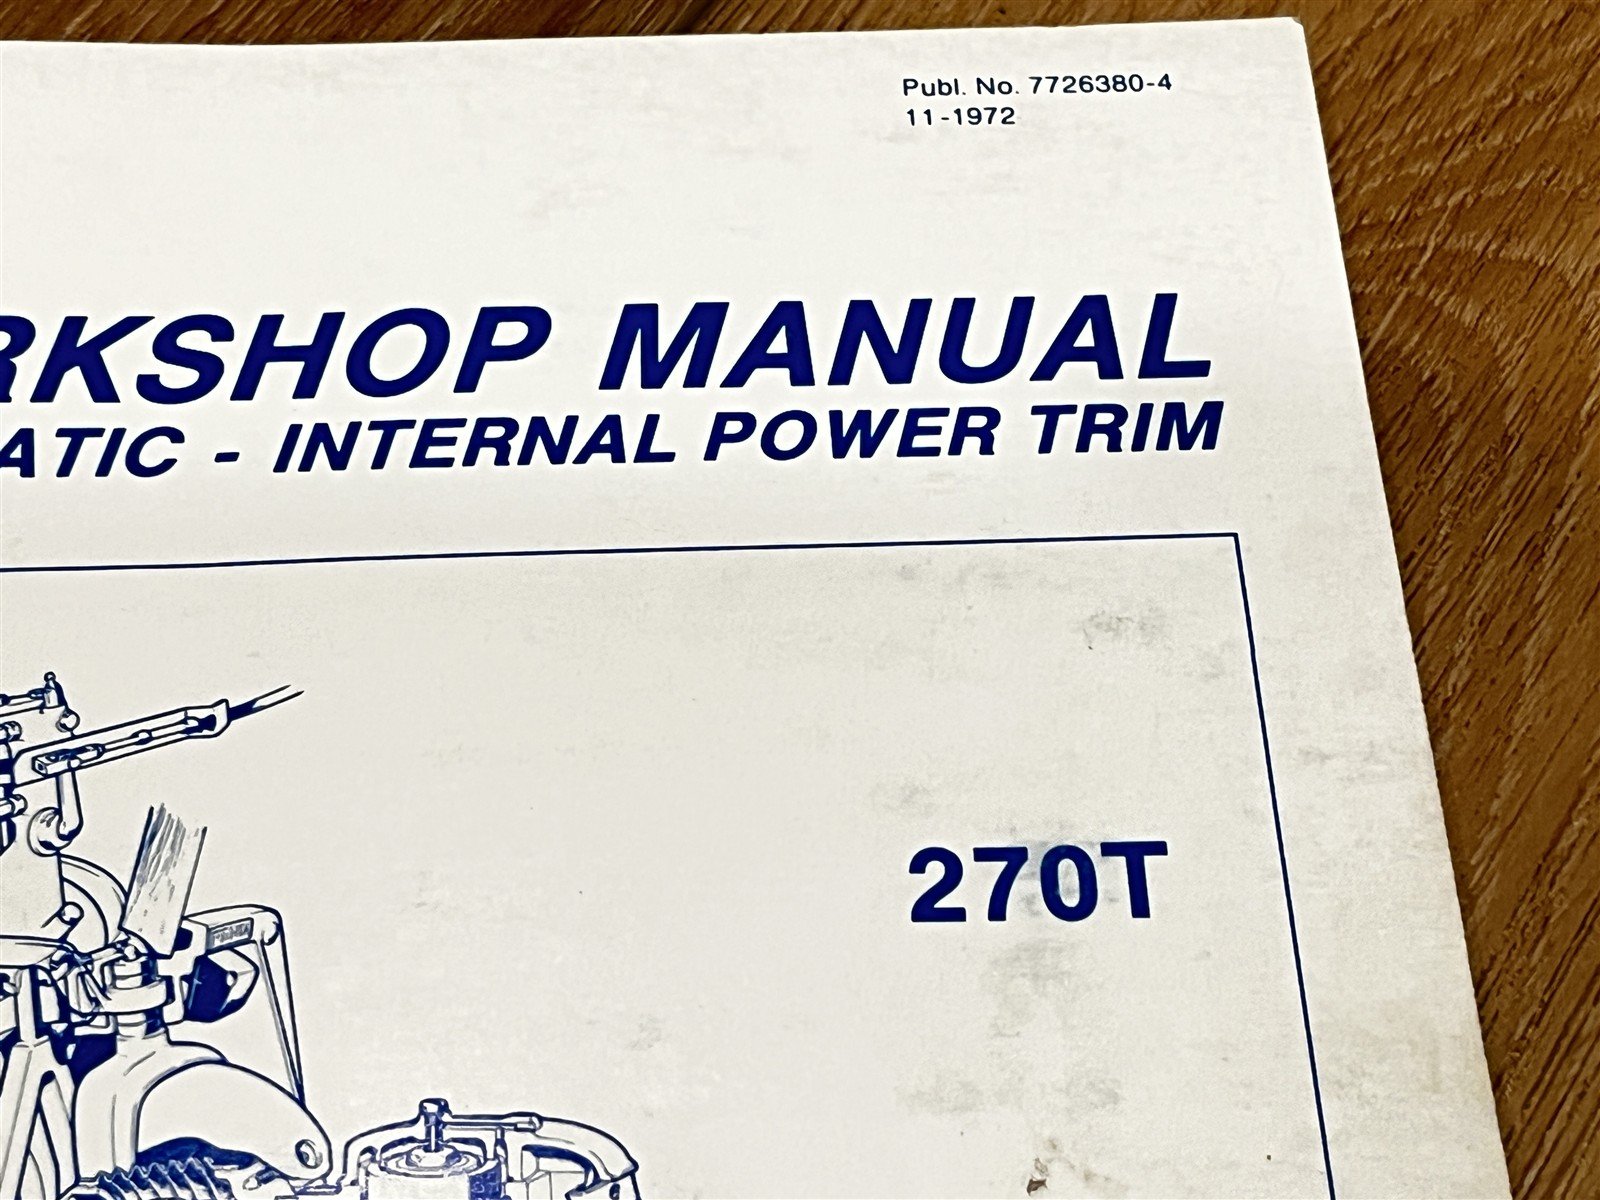 Publ. No. 7726380-4
11-1972
RKSHOP MANUAL
ATIC - INTERNAL POWER TRIM
270T